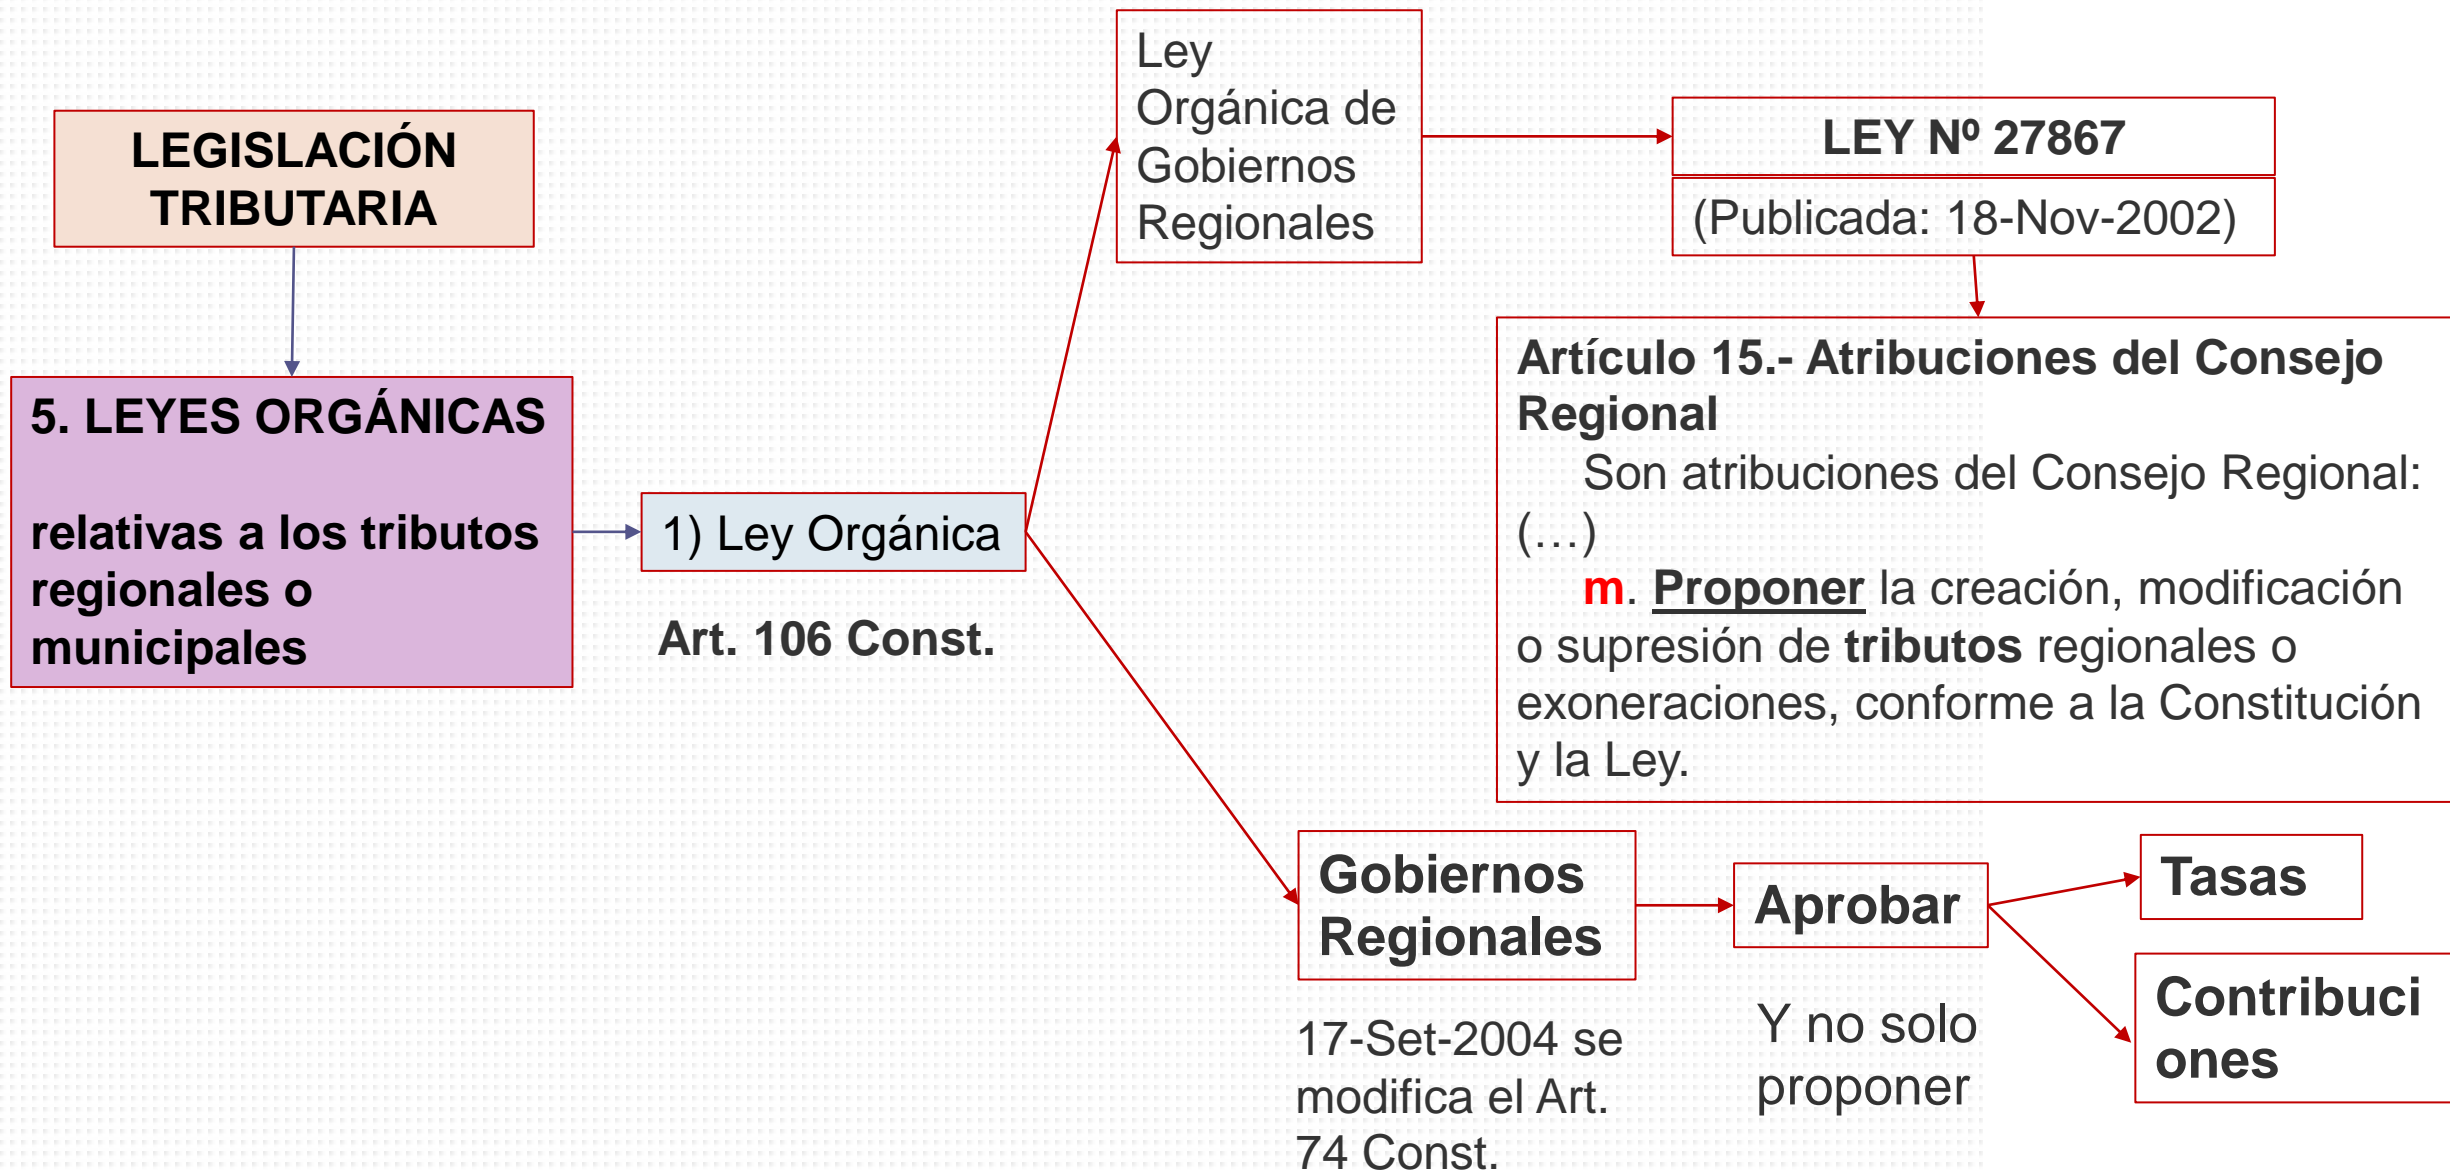 LEGISLACIÓN
TRIBUTARIA
5. LEYES ORGÁNICAS
relativas a los tributos
regionales o
municipales
1) Ley Orgánica
Art. 106 Const.
Ley
Orgánica de
Gobiernos
Regionales
LEY Nº 27867
(Publicada: 18-Nov-2002)
Artículo 15.- Atribuciones del Consejo
Regional
Son atribuciones del Consejo Regional:
(…)
m. Proponer la creación, modificación
o supresión de tributos regionales o
exoneraciones, conforme a la Constitución
y la Ley.
Gobiernos
Regionales
17-Set-2004 se
modifica el Art.
74 Const.
Aprobar
Y no solo
proponer
Tasas
Contribuci
ones